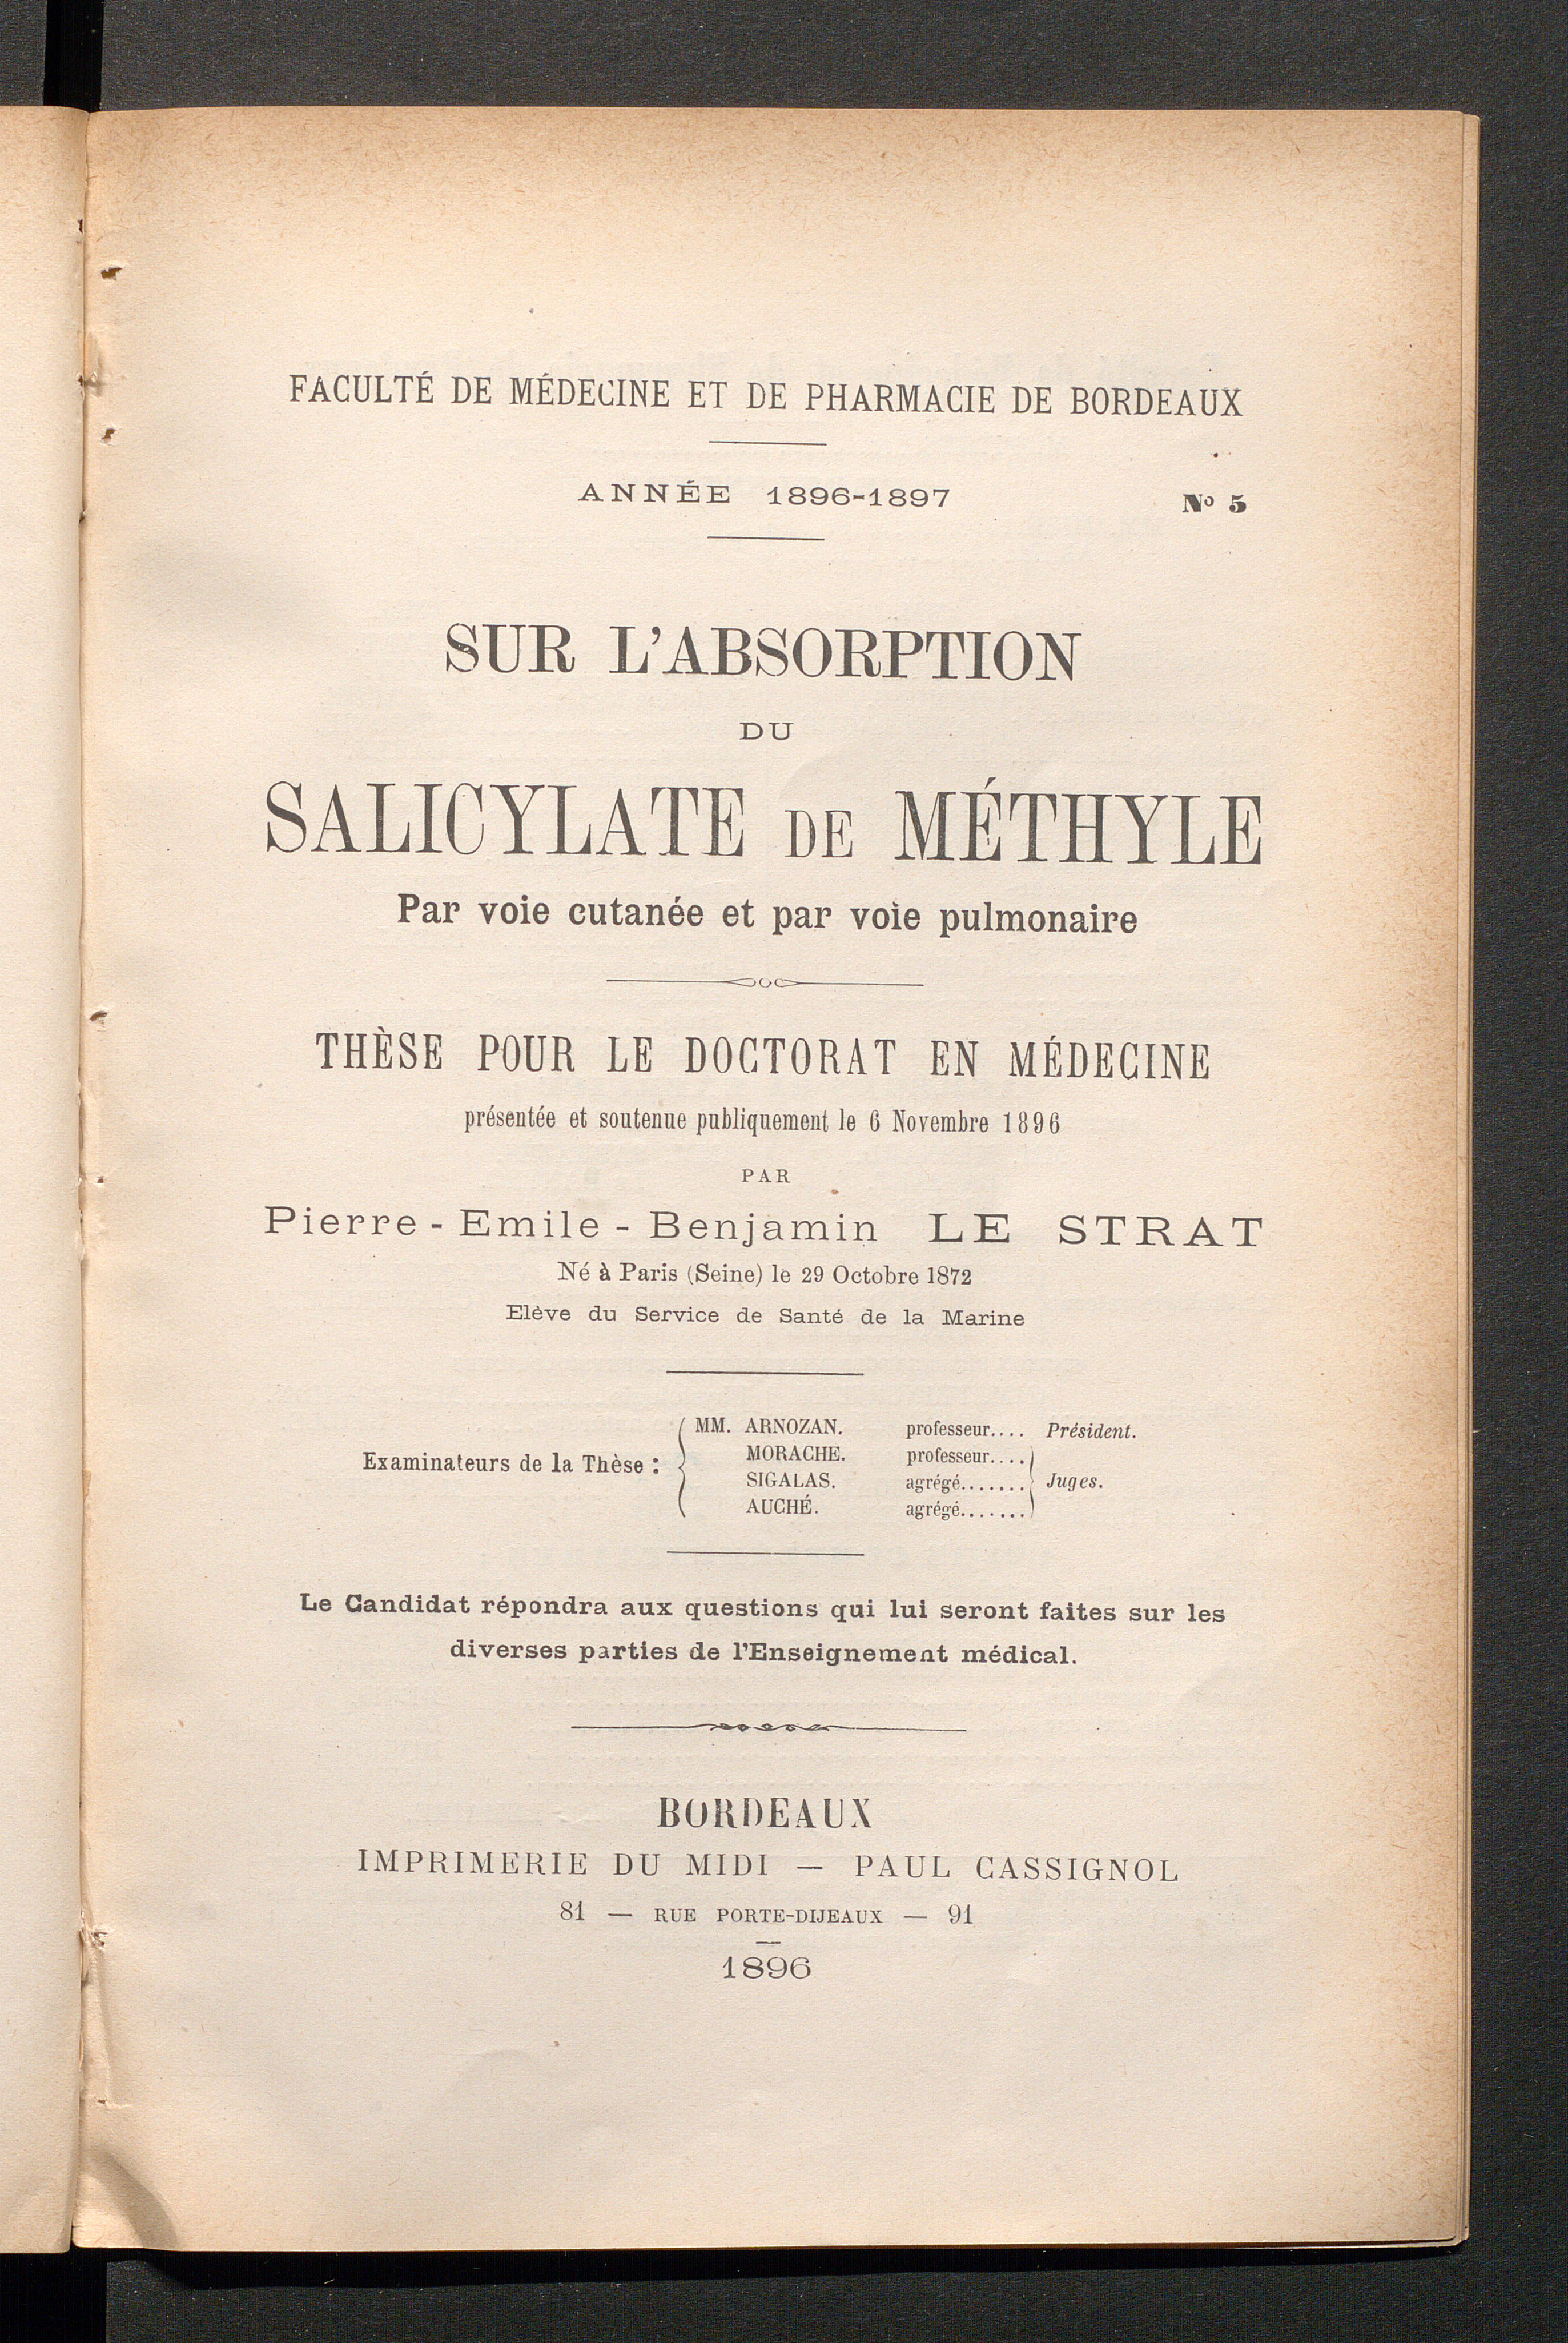 FACULTÉ DE MÉDECINE ET DE PHARMACIE DE BORDEAUX
ANNÉE 1896-1897 Nº 5
SUR L'ABSORPTION
DU
SALICYLATE DE MÉTHYLE
Par voie cutanée et par voie pulmonaire
THÈSE POUR LE DOCTORAT EN MÉDECINE
présentée et soutenue publiquement le 6 Novembre 1896
PAR
Pierre-Emile-Benjamin LE STRAT
Né à Paris (Seine) le 29 Octobre 1872
Elève du Service de Santé de la Marine
Examinateurs de la Thèse :
MM. ARNOZAN. professeur.... Président.
MORACHE. professeur....
SIGALAS. agrégé....... Juges.
AUCHÉ. agrégé.......
Le Candidat répondra aux questions qui lui seront faites sur les
diverses parties de l'Enseignement médical.
BORDEAUX
IMPRIMERIE DU MIDI — PAUL CASSIGNOL
81 — RUE PORTE-DIJEAUX — 91
1896